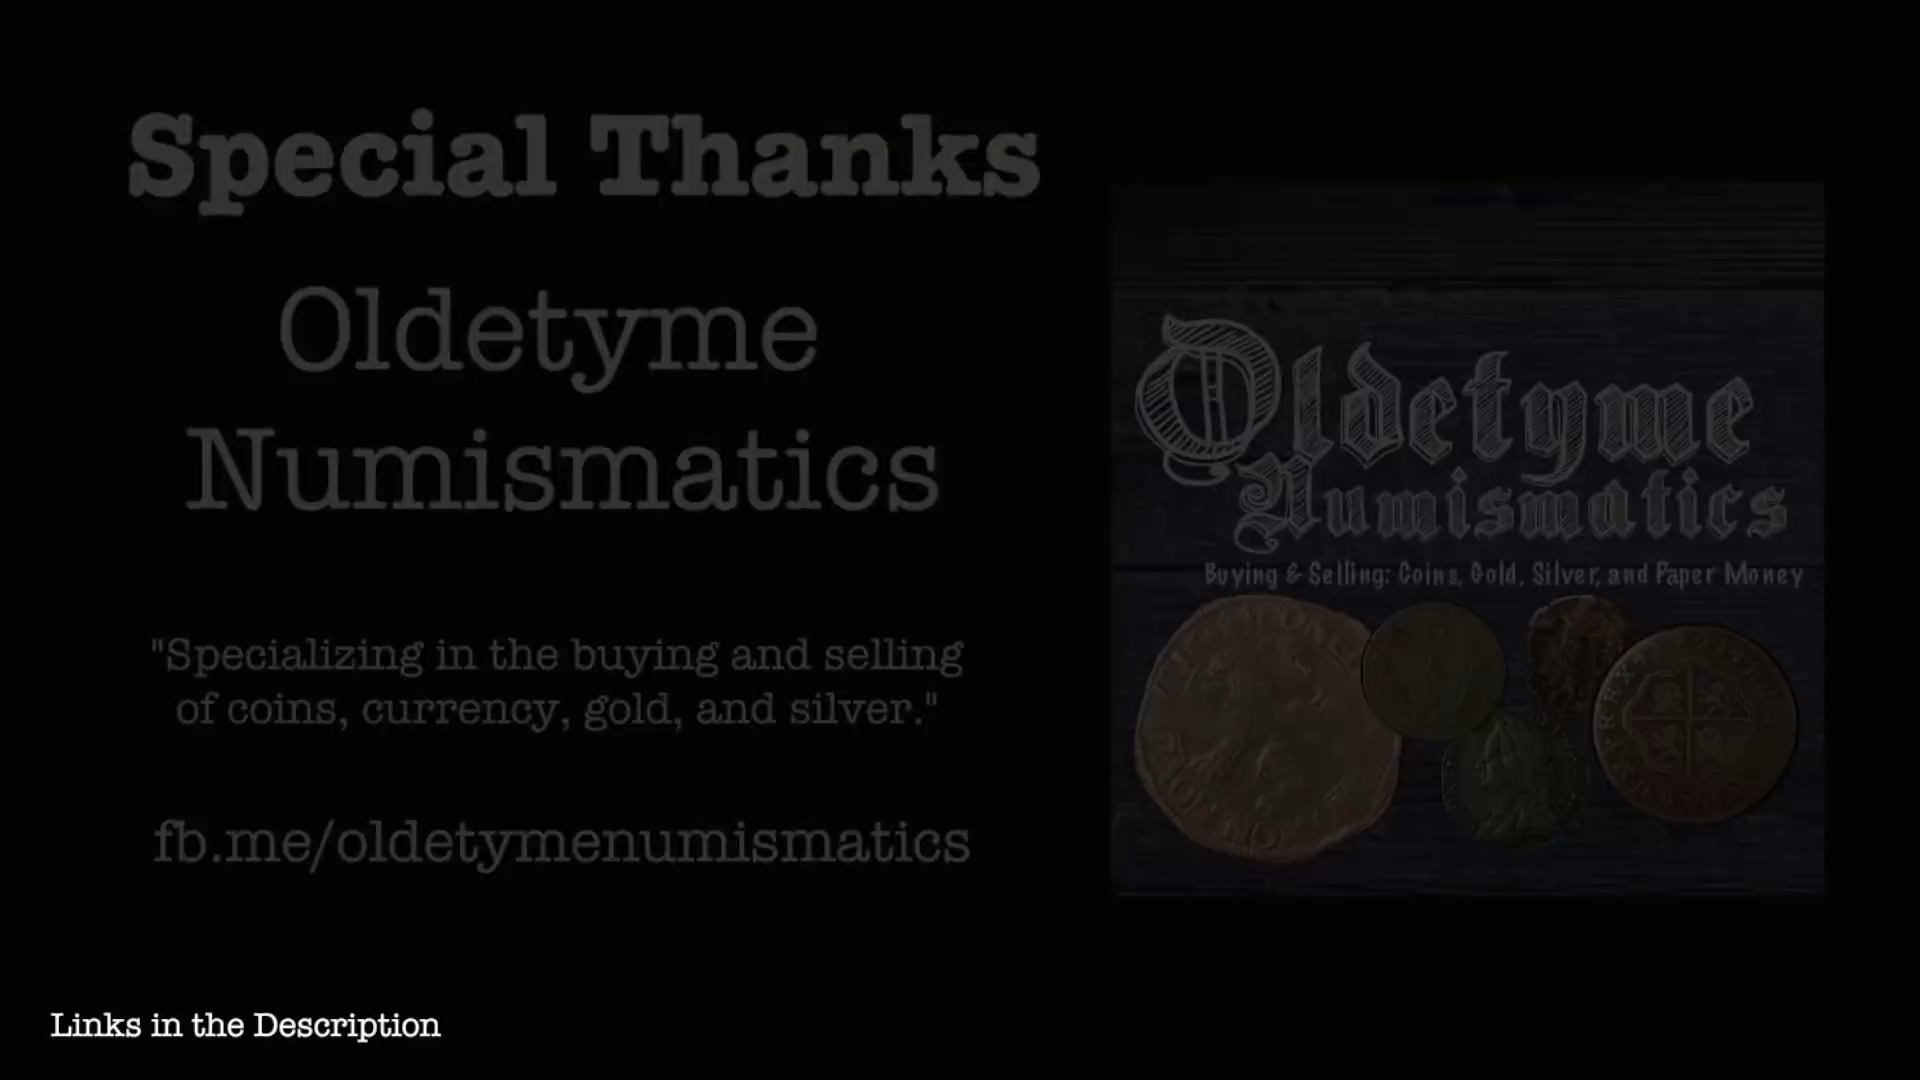 Special Thanks
Oldetyme
Numismatics
"Specializing in the buying and selling
of coins, currency, gold, and silver."
fb.me/oldetymenumismatics
Oldetyme
Numismatics
Buying & Selling: Coins, Gold, Silver, and Paper Money
Links in the Description